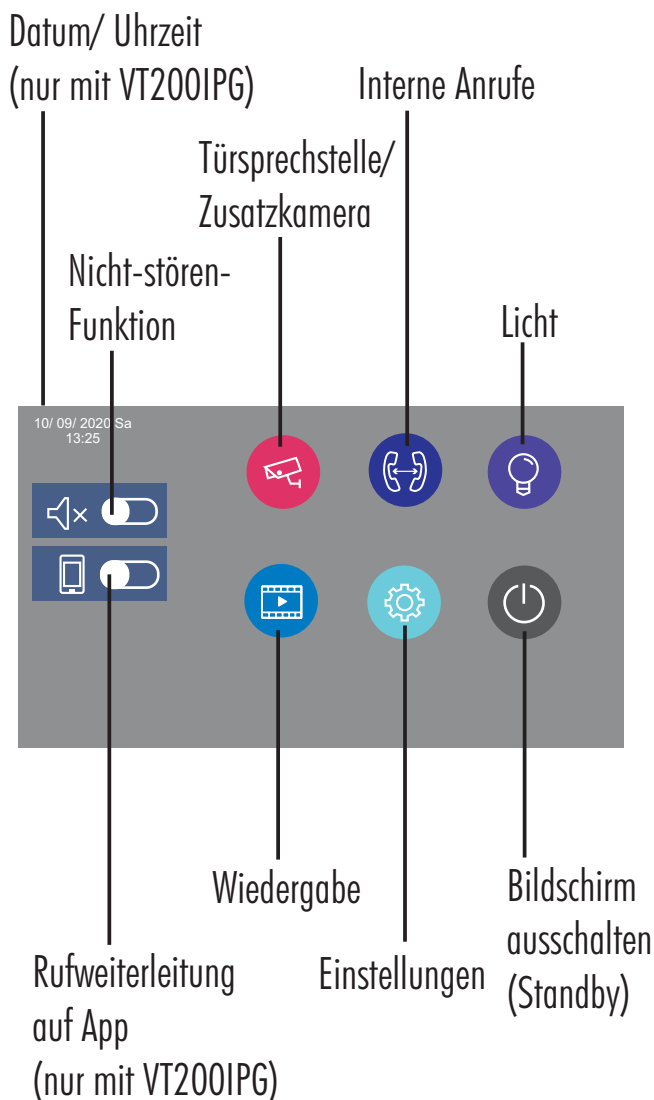 Datum/ Uhrzeit
(nur mit VT200IPG)
Interne Anrufe
Türsprechstelle/
Zusatzkamera
Nicht-stören-
Funktion
Licht
10/ 09/ 2020 Sa
13:25
Wiedergabe
Einstellungen
Bildschirm
ausschalten
(Standby)
Rufweiterleitung
auf App
(nur mit VT200IPG)